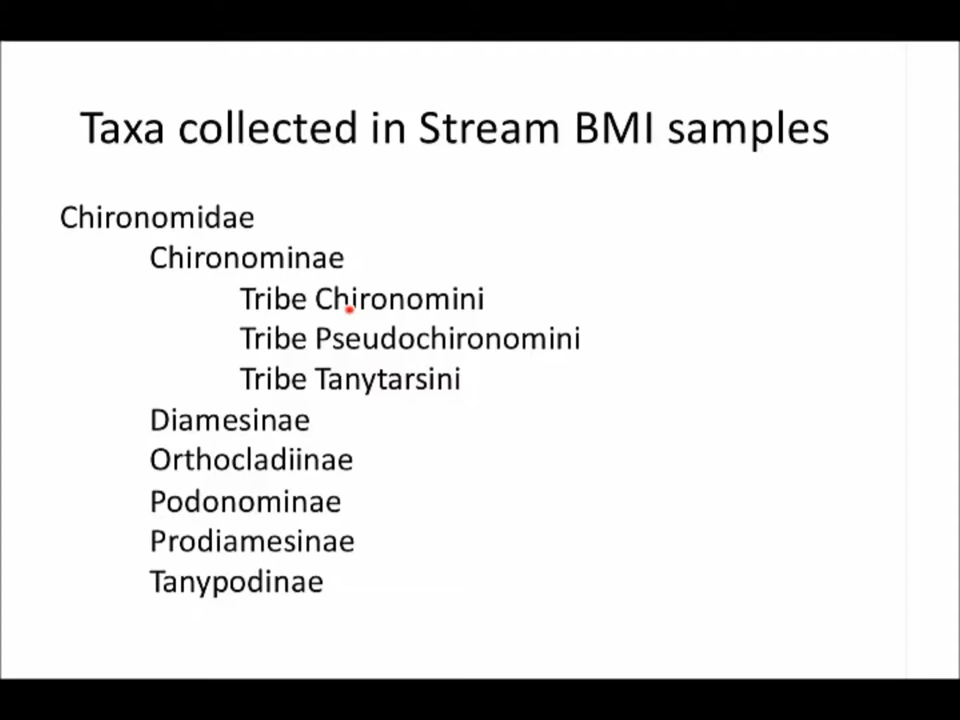 Taxa collected in Stream BMI samples
Chironomidae
Chironominae
Tribe Chironomini
Tribe Pseudochironomini
Tribe Tanytarsini
Diamesinae
Orthocladiinae
Podonominae
Prodiamesinae
Tanypodinae